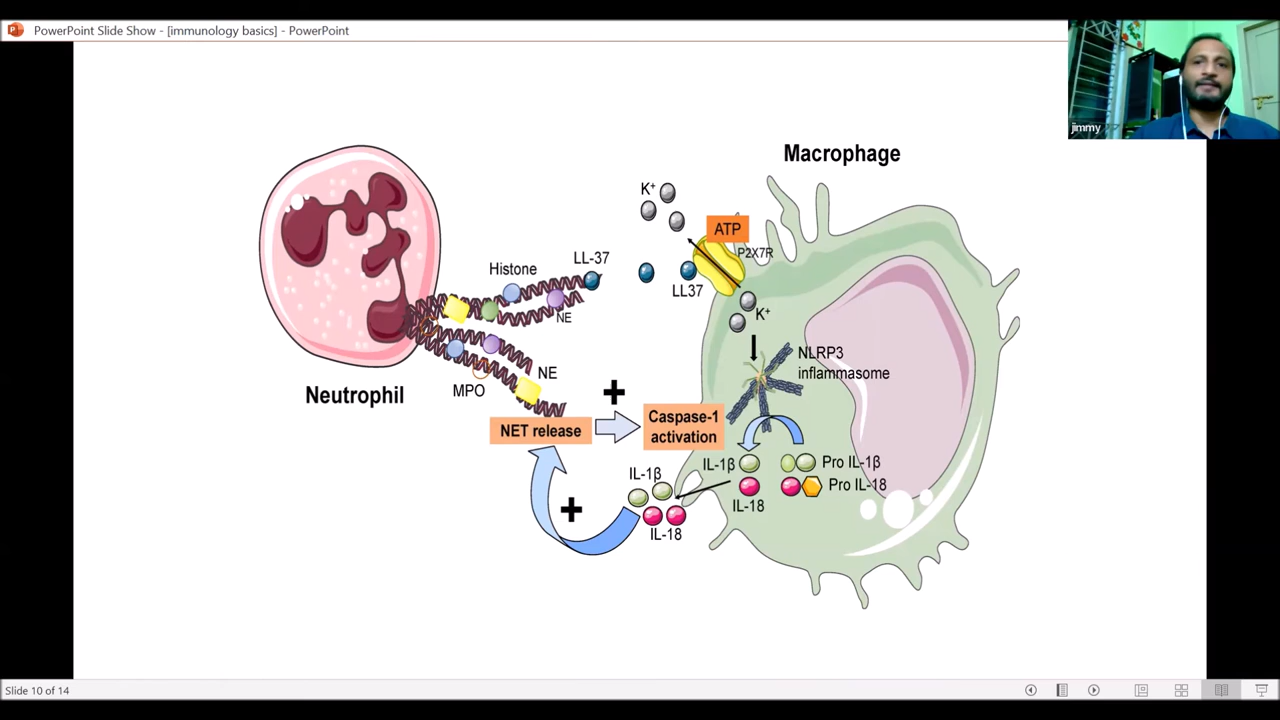 PowerPoint Slide Show - [immunology basics] - PowerPoint
jimmy
Macrophage
K⁺
ATP
P2X7R
LL-37
Histone
LL37
NE
K⁺
NLRP3
inflammasome
NE
MPO
Neutrophil
+
NET release
Caspase-1
activation
IL-1β
Pro IL-1β
IL-1β
Pro IL-18
IL-18
+
IL-18
Slide 10 of 14